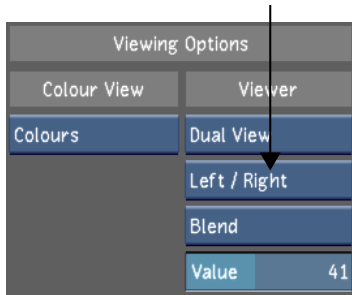 Viewing Options
Colour View Viewer
Colours Dual View
Left / Right
Blend
Value 41